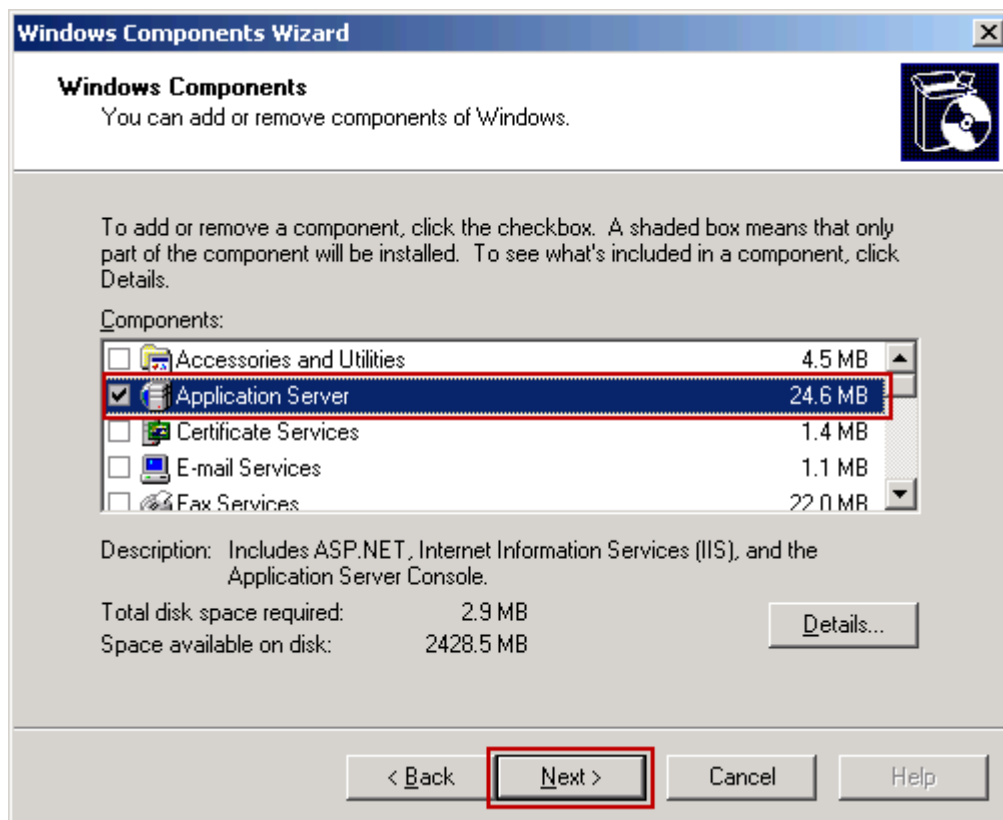 Windows Components Wizard
Windows Components
You can add or remove components of Windows.
To add or remove a component, click the checkbox. A shaded box means that only
part of the component will be installed. To see what's included in a component, click
Details.
Components:
Accessories and Utilities 4.5 MB
Application Server 24.6 MB
Certificate Services 1.4 MB
E-mail Services 1.1 MB
Fax Services 22.0 MB
Description: Includes ASP.NET, Internet Information Services (IIS), and the
Application Server Console.
Total disk space required: 2.9 MB
Space available on disk: 2428.5 MB
Details...
< Back Next > Cancel Help